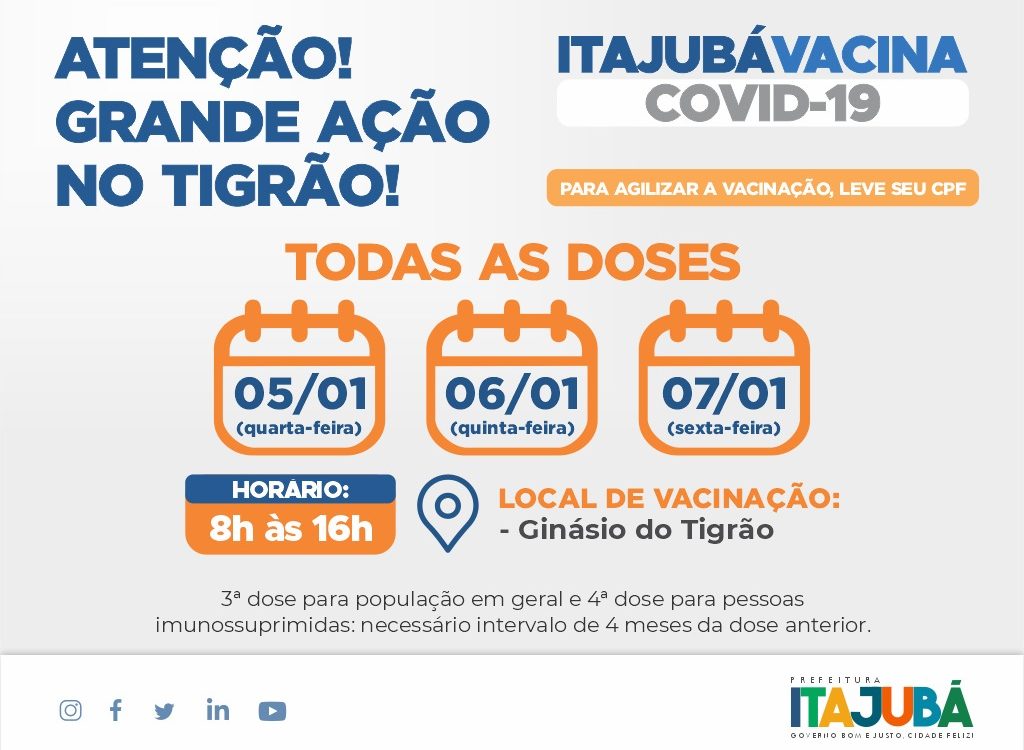 ATENÇÃO!
GRANDE AÇÃO
NO TIGRÃO!
ITAJUBÁVACINA
COVID-19
PARA AGILIZAR A VACINAÇÃO, LEVE SEU CPF
TODAS AS DOSES
05/01
(quarta-feira)
06/01
(quinta-feira)
07/01
(sexta-feira)
HORÁRIO:
8h às 16h
LOCAL DE VACINAÇÃO:
- Ginásio do Tigrão
3ª dose para população em geral e 4ª dose para pessoas
imunossuprimidas: necessário intervalo de 4 meses da dose anterior.
PREFEITURA
ITAJUBÁ
GOVERNO BOM E JUSTO, CIDADE FELIZ!